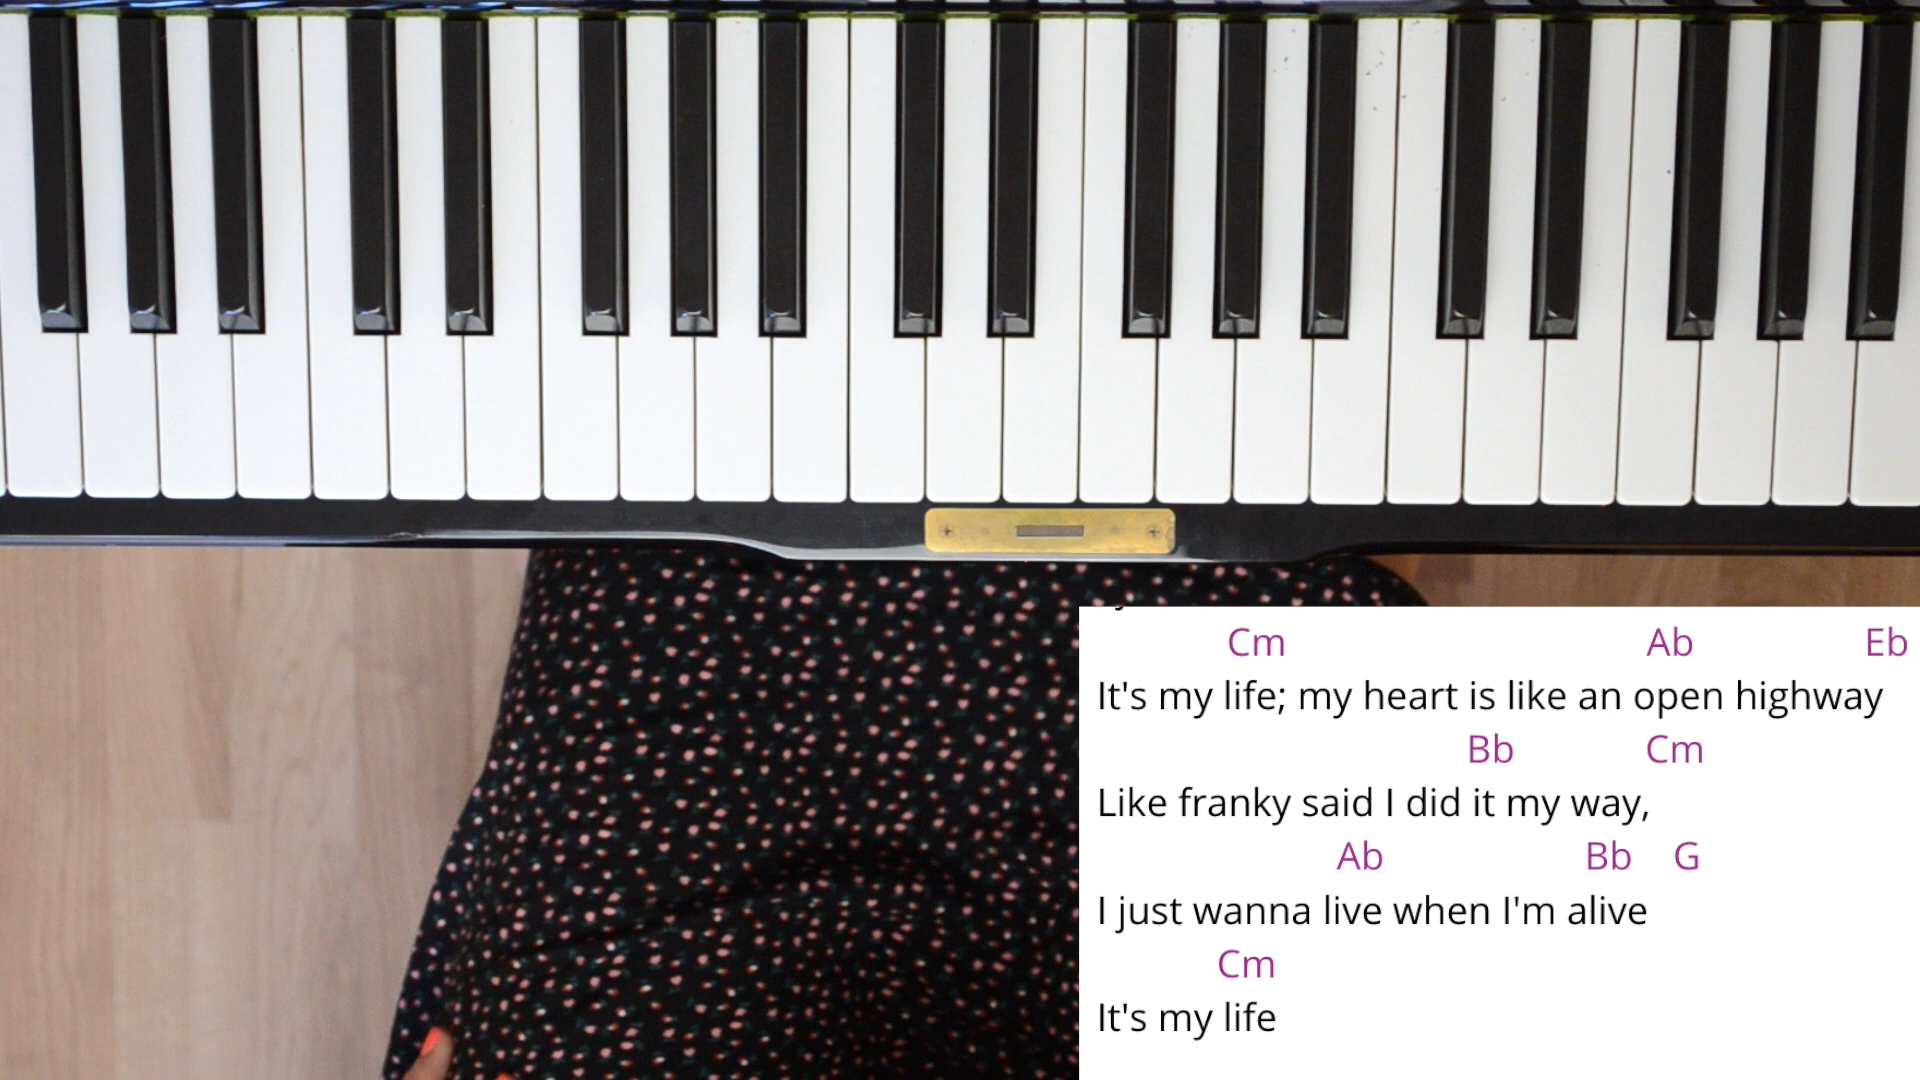 Cm Ab Eb
It's my life; my heart is like an open highway
Bb Cm
Like franky said I did it my way,
Ab Bb G
I just wanna live when I'm alive
Cm
It's my life